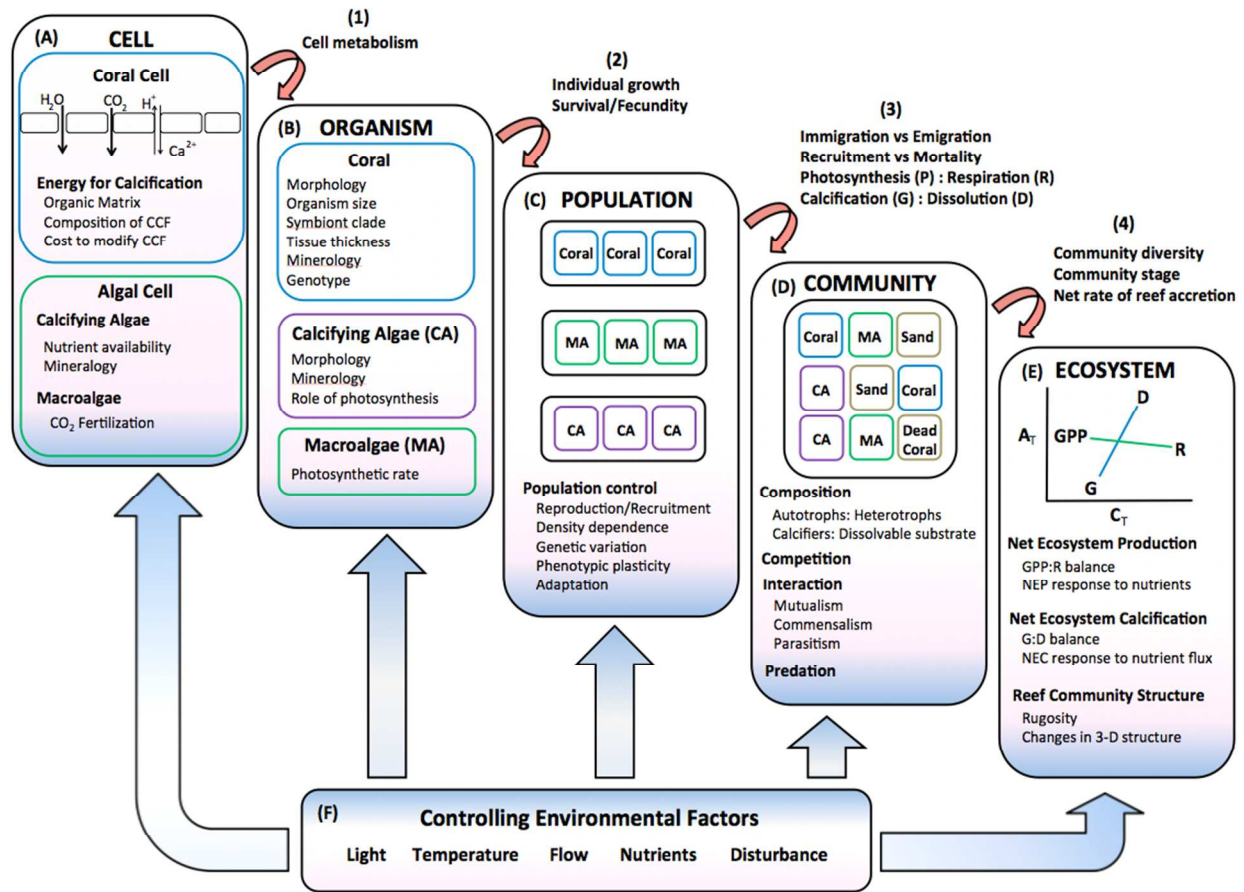 (A) CELL
Coral Cell
H₂O CO₂ H⁺
Ca²⁺
Energy for Calcification
Organic Matrix
Composition of CCF
Cost to modify CCF
Algal Cell
Calcifying Algae
Nutrient availability
Mineralogy
Macroalgae
CO₂ Fertilization
(1)
Cell metabolism
(B) ORGANISM
Coral
Morphology
Organism size
Symbiont clade
Tissue thickness
Minerology
Genotype
Calcifying Algae (CA)
Morphology
Minerology
Role of photosynthesis
Macroalgae (MA)
Photosynthetic rate
(2)
Individual growth
Survival/Fecundity
(C) POPULATION
Coral Coral Coral
MA MA MA
CA CA CA
Population control
Reproduction/Recruitment
Density dependence
Genetic variation
Phenotypic plasticity
Adaptation
(3)
Immigration vs Emigration
Recruitment vs Mortality
Photosynthesis (P) : Respiration (R)
Calcification (G) : Dissolution (D)
(D) COMMUNITY
Coral MA Sand
CA Sand Coral
CA MA Dead
Coral
Composition
Autotrophs: Heterotrophs
Calcifiers: Dissolvable substrate
Competition
Interaction
Mutualism
Commensalism
Parasitism
Predation
(4)
Community diversity
Community stage
Net rate of reef accretion
(E) ECOSYSTEM
D
A_T GPP
R
G
C_T
Net Ecosystem Production
GPP:R balance
NEP response to nutrients
Net Ecosystem Calcification
G:D balance
NEC response to nutrient flux
Reef Community Structure
Rugosity
Changes in 3-D structure
(F) Controlling Environmental Factors
Light Temperature Flow Nutrients Disturbance